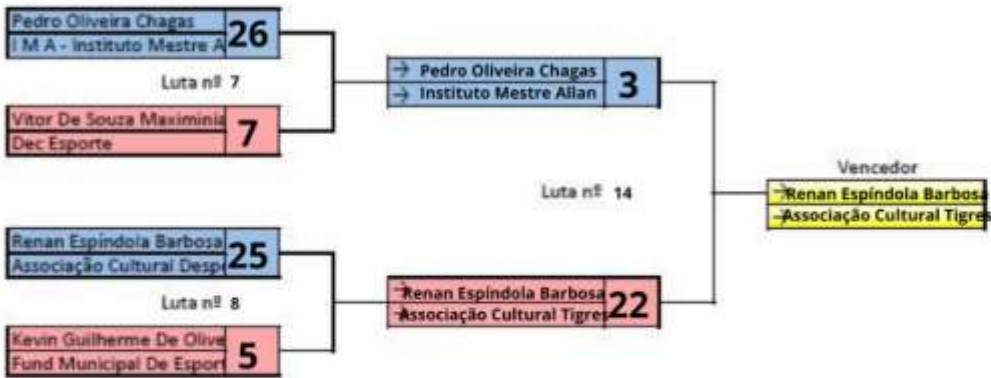 Pedro Oliveira Chagas
I M A - Instituto Mestre A
26
Luta nº 7
Vitor De Souza Maximinia
Dec Esporte
7
Renan Espíndola Barbosa
Associação Cultural Despo
25
Luta nº 8
Kevin Guilherme De Olive
Fund Municipal De Esport
5
→ Pedro Oliveira Chagas
→ Instituto Mestre Allan
3
Luta nº 14
→ Renan Espíndola Barbosa
→ Associação Cultural Tigres
22
Vencedor
→ Renan Espíndola Barbosa
→ Associação Cultural Tigres